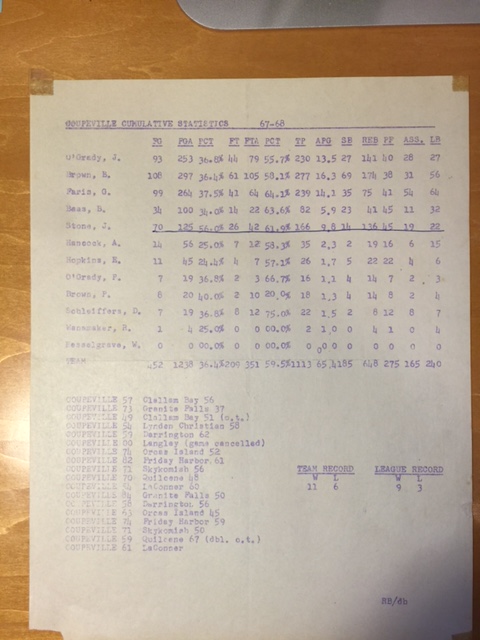 COUPEVILLE CUMULATIVE STATISTICS 67-68
FG FGA PCT FT FTA PCT TP APG SB REB PF ASS. LB
O'Grady, J. 93 253 36.8% 44 79 55.7% 230 13.5 27 141 40 28 27
Brown, B. 108 297 36.4% 61 105 58.1% 277 16.3 69 174 38 31 56
Faris, G. 99 264 37.5% 41 64 64.1% 239 14.1 35 75 41 54 64
Baas, B. 34 100 34.0% 14 22 63.6% 82 5.9 23 41 45 11 32
Stone, J. 70 125 56.0% 26 42 61.9% 166 9.8 14 136 45 19 22
Hancock, A. 14 56 25.0% 7 12 58.3% 35 2.3 2 19 16 6 15
Hopkins, R. 11 45 24.4% 4 7 57.1% 26 1.7 5 22 22 4 6
O'Grady, P. 7 19 36.8% 2 3 66.7% 16 1.1 4 14 7 2 3
Brown, P. 8 20 40.0% 2 10 20.0% 18 1.3 4 14 8 2 4
Schleiffers, D. 7 19 36.8% 8 12 75.0% 22 1.5 2 8 12 8 7
Wanamaker, R. 1 4 25.0% 0 0 00.0% 2 1.0 0 4 1 0 4
Fesselgrove, W. 0 0 00.0% 0 0 00.0% 0 0 0 0 0 0 0
TEAM 452 1238 36.4% 209 351 59.5% 1113 65.4 185 648 275 165 240
COUPEVILLE 57 Clallam Bay 56
COUPEVILLE 73 Granite Falls 37
COUPEVILLE 49 Clallam Bay 51 (o.t.)
COUPEVILLE 54 Lynden Christian 58
COUPEVILLE 57 Darrington 62
COUPEVILLE 00 Langley (game cancelled)
COUPEVILLE 74 Orcas Island 52
COUPEVILLE 82 Friday Harbor 61
COUPEVILLE 71 Skykomish 56
COUPEVILLE 70 Quilcene 48
COUPEVILLE LaConner 60
COUPEVILLE 84 Granite Falls 50
COUPEVILLE 58 Darrington 56
COUPEVILLE 63 Orcas Island 45
COUPEVILLE 74 Friday Harbor 59
COUPEVILLE 71 Skykomish 50
COUPEVILLE 59 Quilcene 67 (dbl. o.t.)
COUPEVILLE 61 LaConner
TEAM RECORD LEAGUE RECORD
W L W L
11 6 9 3
/db